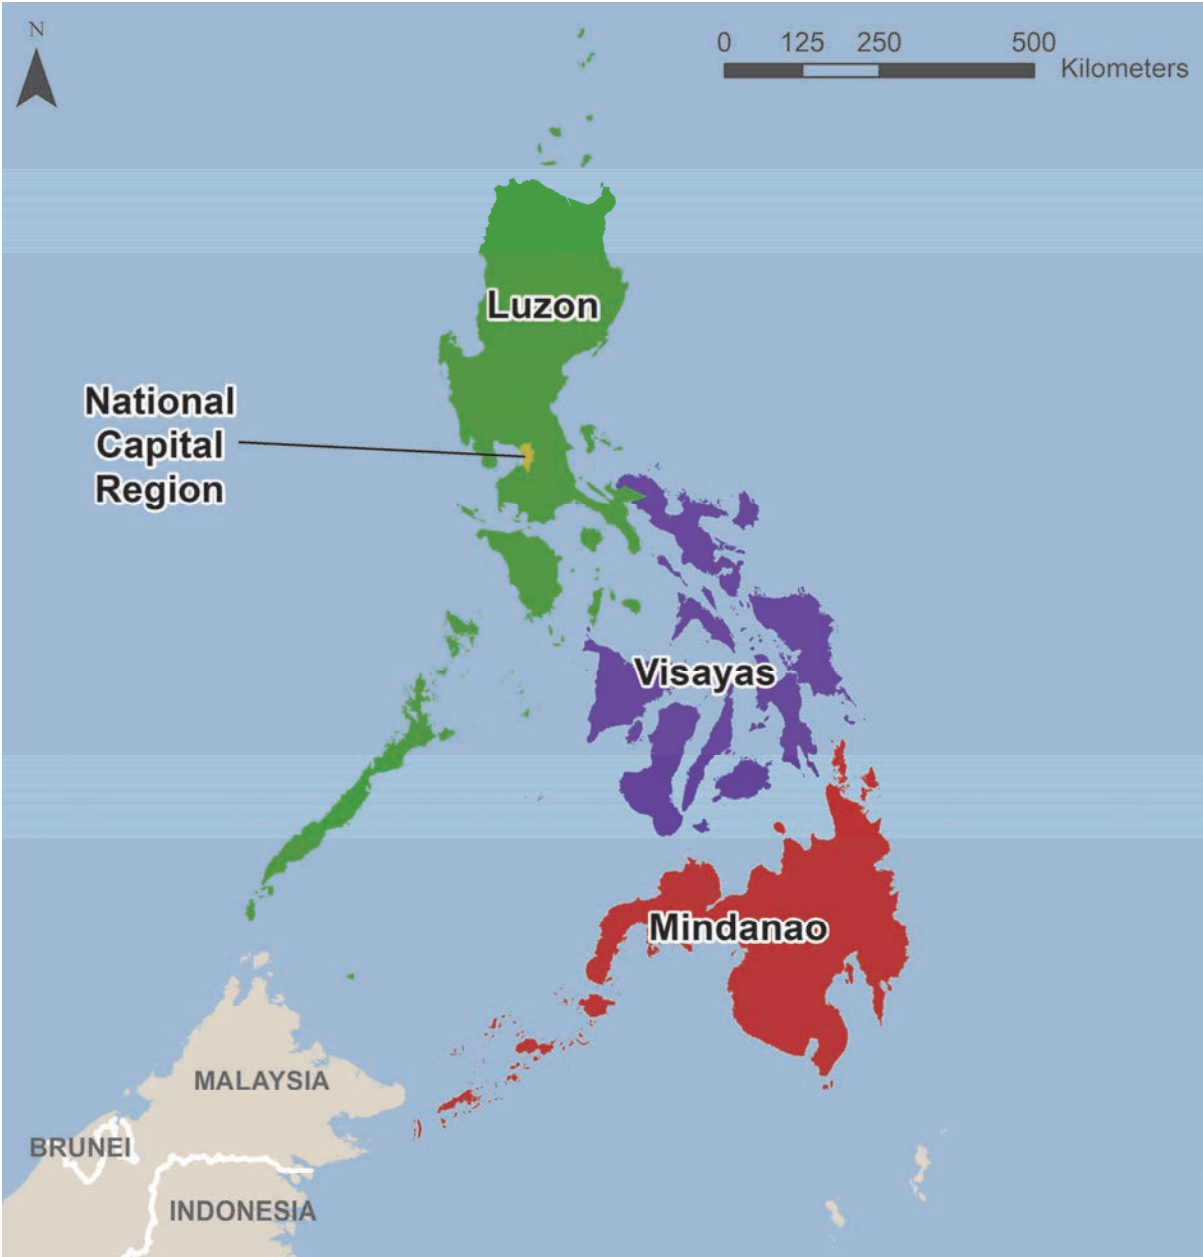 N
0 125 250 500
Kilometers
Luzon
National
Capital
Region
Visayas
Mindanao
MALAYSIA
BRUNEI
INDONESIA